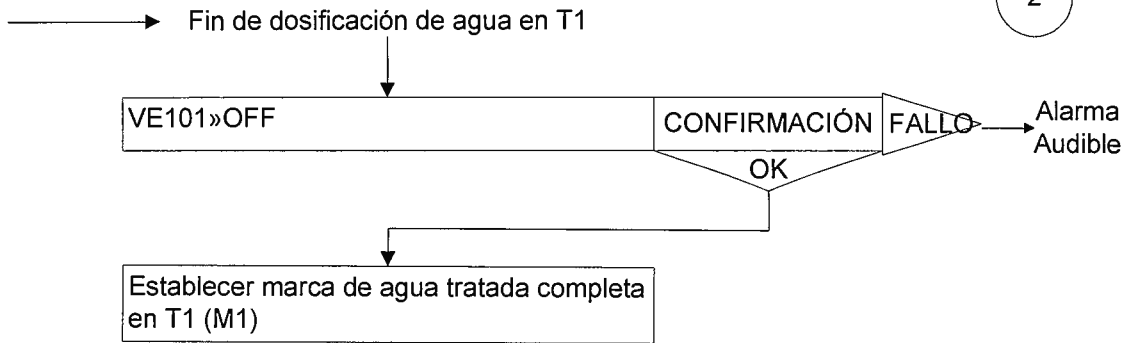 2
Fin de dosificación de agua en T1
VE101»OFF
CONFIRMACIÓN
FALLO
Alarma
Audible
OK
Establecer marca de agua tratada completa
en T1 (M1)